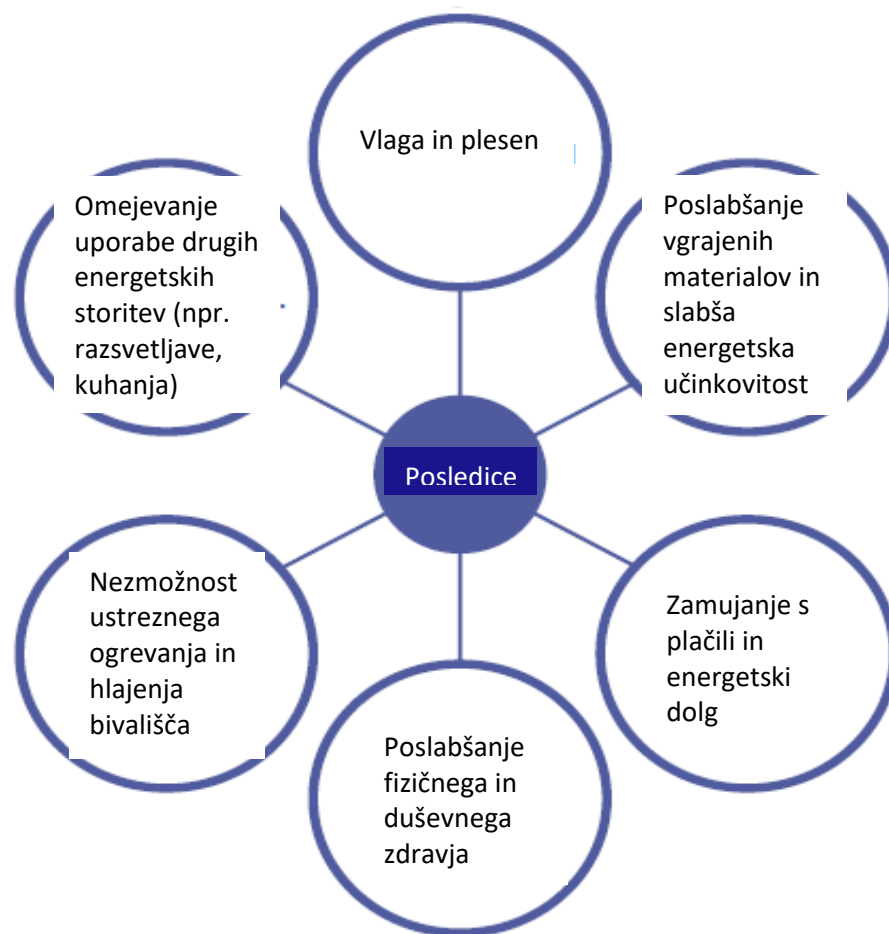 Vlaga in plesen
Omejevanje
uporabe drugih
energetskih
storitev (npr.
razsvetljave,
kuhanja)
Poslabšanje
vgrajenih
materialov in
slabša
energetska
učinkovitost
Posledice
Nezmožnost
ustreznega
ogrevanja in
hlajenja
bivališča
Zamujanje s
plačili in
energetski
dolg
Poslabšanje
fizičnega in
duševnega
zdravja